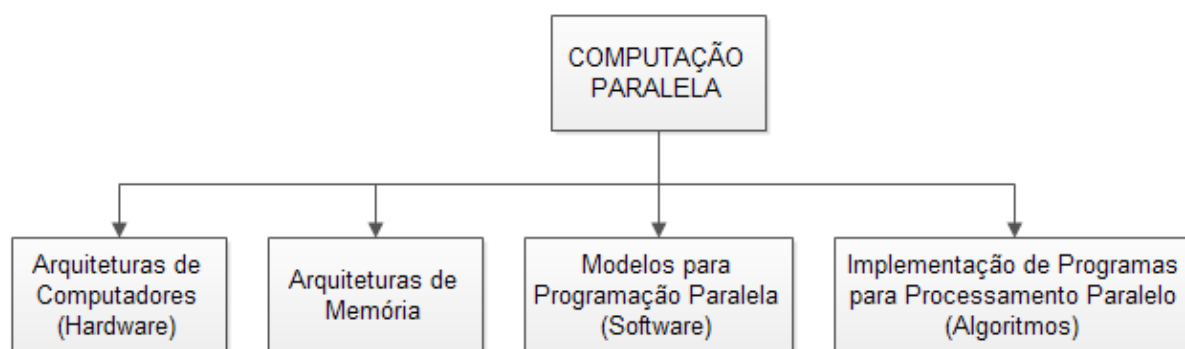 COMPUTAÇÃO
PARALELA
Arquiteturas de
Computadores
(Hardware)
Arquiteturas de
Memória
Modelos para
Programação Paralela
(Software)
Implementação de Programas
para Processamento Paralelo
(Algoritmos)